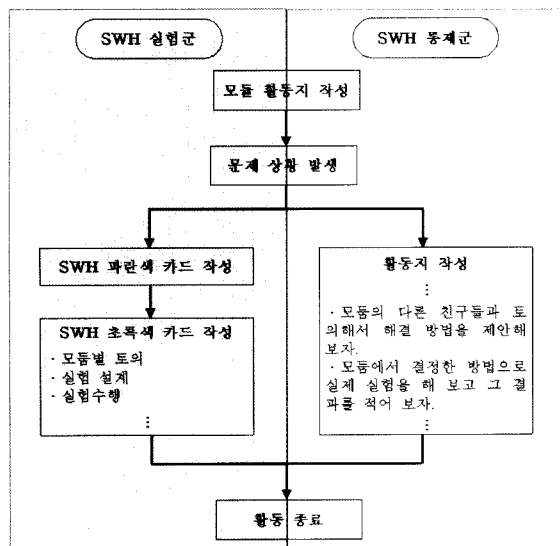 SWH 실험군
SWH 통제군
모둠 활동지 작성
문제 상황 발생
SWH 파란색 카드 작성
SWH 초록색 카드 작성
· 모둠별 토의
· 실험 설계
· 실험수행
⋮
활동지 작성
⋮
· 모둠의 다른 친구들과 토
의해서 해결 방법을 제안해
보자.
· 모둠에서 결정한 방법으로
실제 실험을 해 보고 그 결
과를 적어 보자.
⋮
활동 종료